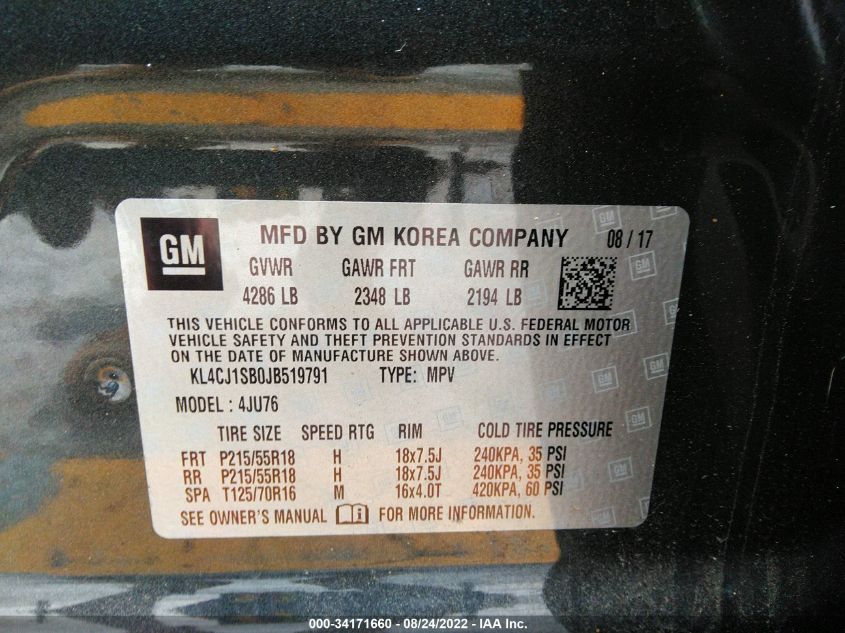 GM MFD BY GM KOREA COMPANY 08 / 17
GVWR GAWR FRT GAWR RR
4286 LB 2348 LB 2194 LB
THIS VEHICLE CONFORMS TO ALL APPLICABLE U.S. FEDERAL MOTOR
VEHICLE SAFETY AND THEFT PREVENTION STANDARDS IN EFFECT
ON THE DATE OF MANUFACTURE SHOWN ABOVE.
KL4CJ1SB0JB519791 TYPE: MPV
MODEL : 4JU76
TIRE SIZE SPEED RTG RIM COLD TIRE PRESSURE
FRT P215/55R18 H 18x7.5J 240KPA, 35 PSI
RR P215/55R18 H 18x7.5J 240KPA, 35 PSI
SPA T125/70R16 M 16x4.0T 420KPA, 60 PSI
SEE OWNER'S MANUAL FOR MORE INFORMATION.
000-34171660 - 08/24/2022 - IAA Inc.